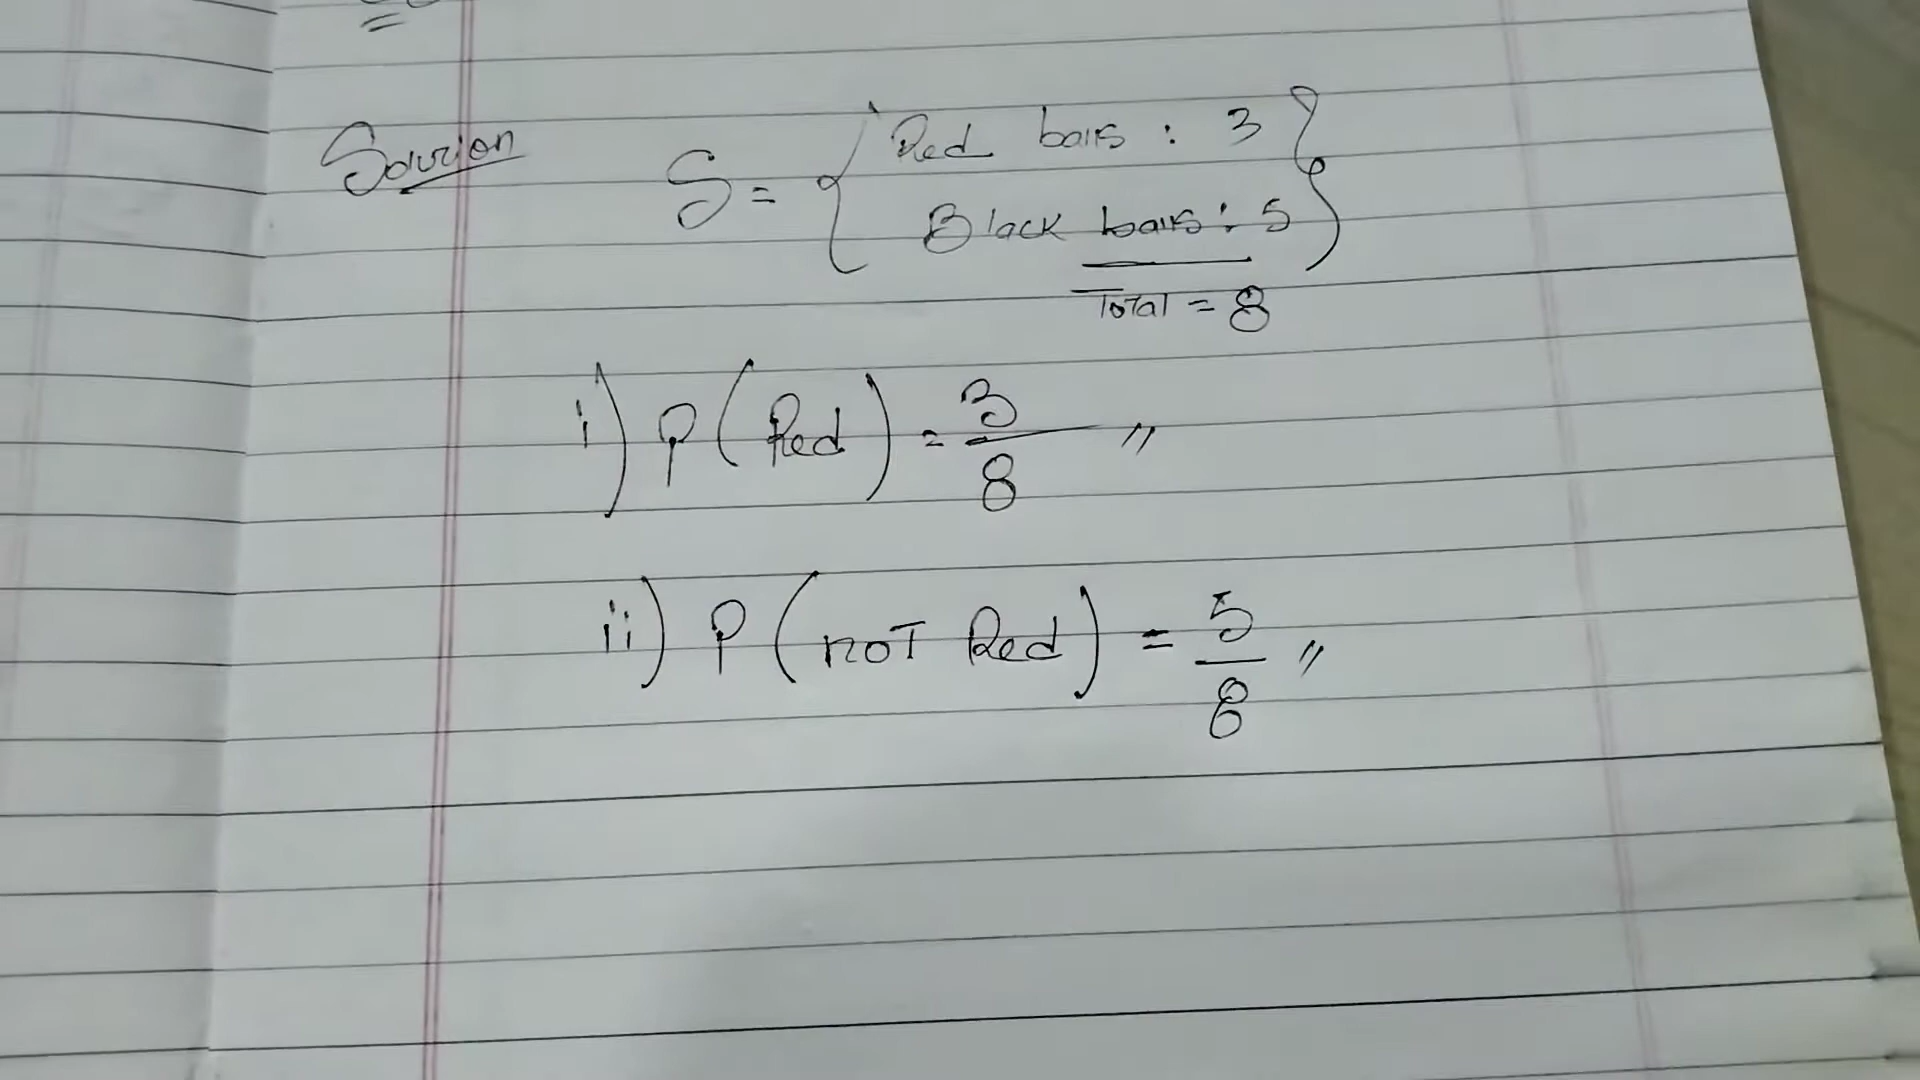 Solution
S = { Red balls : 3
Black balls : 5 }
Total = 8
i) P(Red) = 3/8 〃
ii) P(not Red) = 5/8 〃